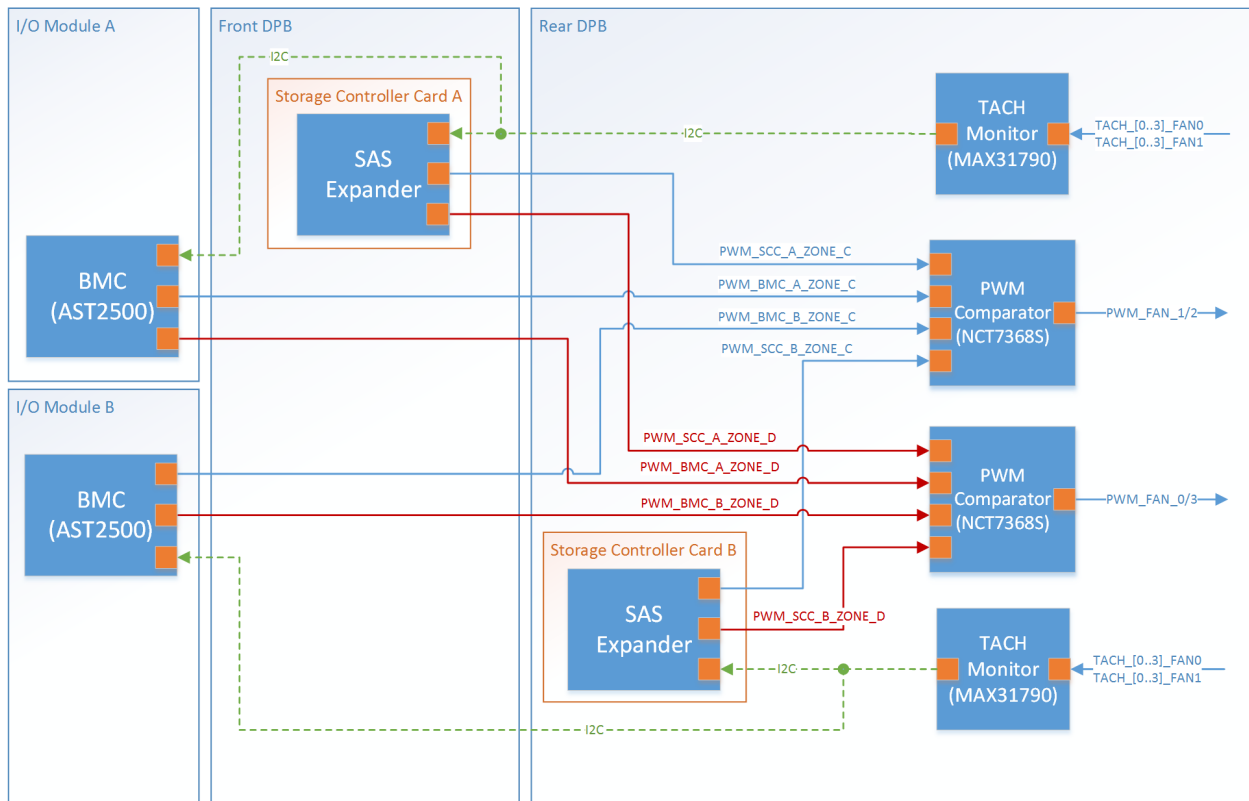 I/O Module A
Front DPB
Rear DPB
I2C
Storage Controller Card A
SAS
Expander
I2C
TACH
Monitor
(MAX31790)
TACH_[0..3]_FAN0
TACH_[0..3]_FAN1
BMC
(AST2500)
PWM_SCC_A_ZONE_C
PWM_BMC_A_ZONE_C
PWM_BMC_B_ZONE_C
PWM_SCC_B_ZONE_C
PWM
Comparator
(NCT7368S)
PWM_FAN_1/2
I/O Module B
BMC
(AST2500)
PWM_SCC_A_ZONE_D
PWM_BMC_A_ZONE_D
PWM_BMC_B_ZONE_D
PWM
Comparator
(NCT7368S)
PWM_FAN_0/3
Storage Controller Card B
SAS
Expander
PWM_SCC_B_ZONE_D
I2C
I2C
TACH
Monitor
(MAX31790)
TACH_[0..3]_FAN0
TACH_[0..3]_FAN1